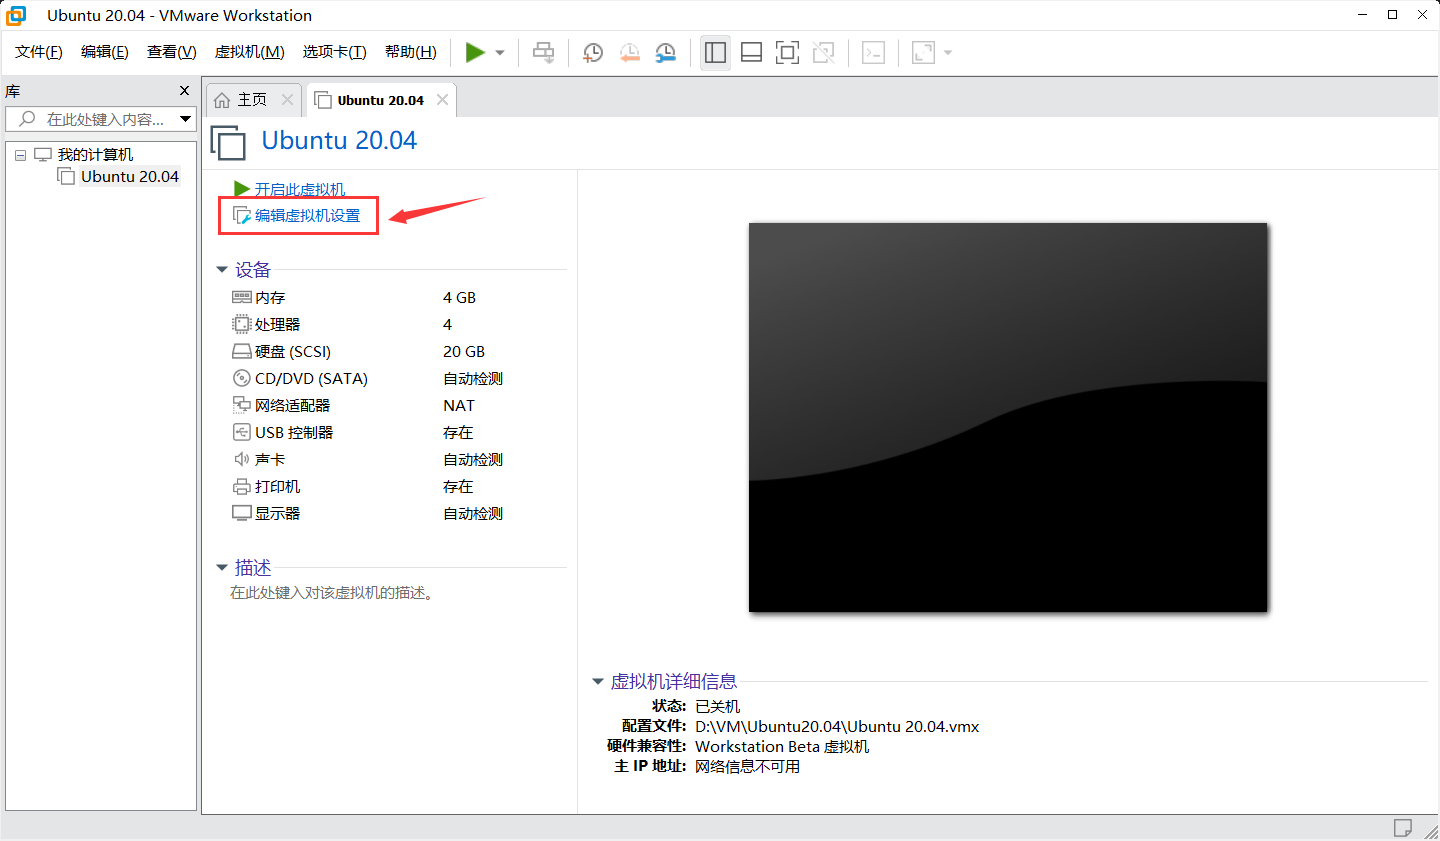 Ubuntu 20.04 - VMware Workstation
文件(F) 编辑(E) 查看(V) 虚拟机(M) 选项卡(T) 帮助(H)
库
在此处键入内容...
我的计算机
Ubuntu 20.04
主页
Ubuntu 20.04
Ubuntu 20.04
开启此虚拟机
编辑虚拟机设置
设备
内存 4 GB
处理器 4
硬盘 (SCSI) 20 GB
CD/DVD (SATA) 自动检测
网络适配器 NAT
USB 控制器 存在
声卡 自动检测
打印机 存在
显示器 自动检测
描述
在此处键入对该虚拟机的描述。
虚拟机详细信息
状态: 已关机
配置文件: D:\VM\Ubuntu20.04\Ubuntu 20.04.vmx
硬件兼容性: Workstation Beta 虚拟机
主 IP 地址: 网络信息不可用